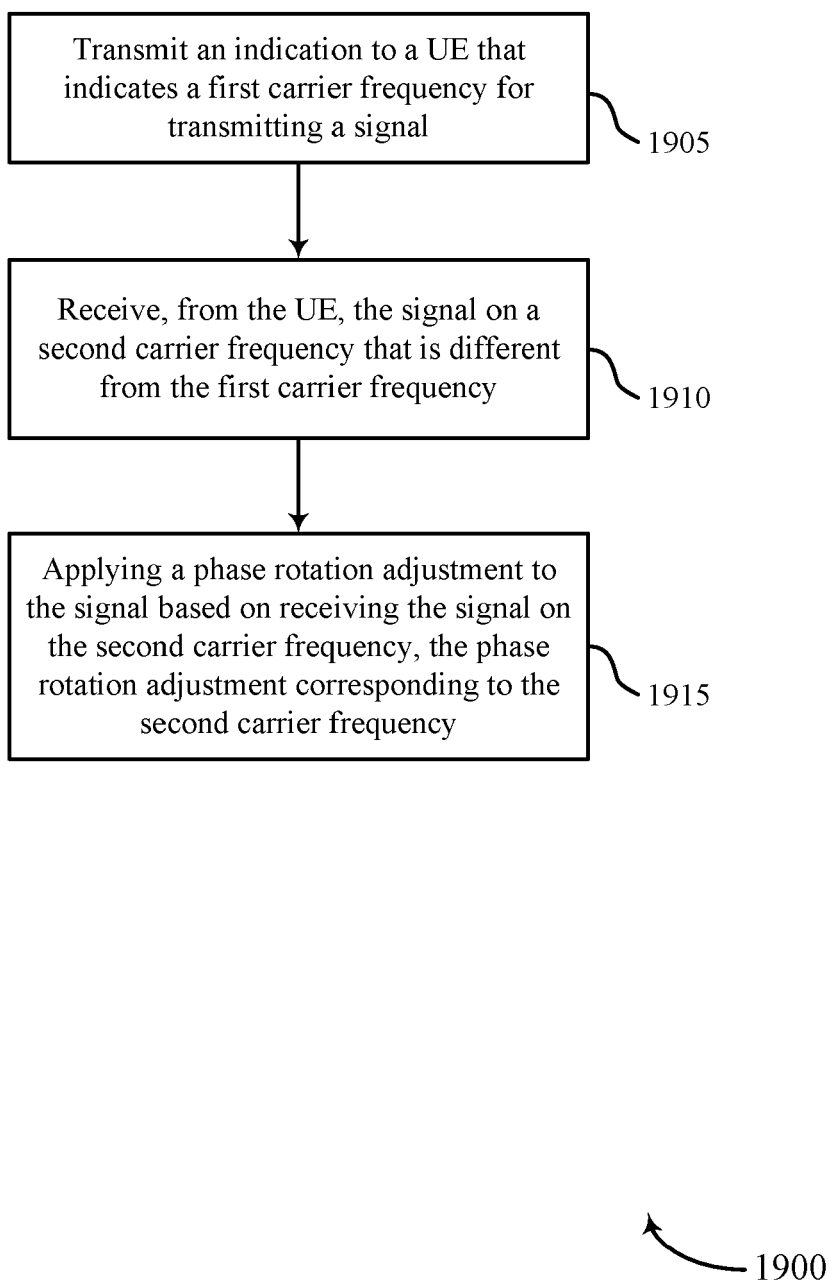 Transmit an indication to a UE that
indicates a first carrier frequency for
transmitting a signal
1905
Receive, from the UE, the signal on a
second carrier frequency that is different
from the first carrier frequency
1910
Applying a phase rotation adjustment to
the signal based on receiving the signal on
the second carrier frequency, the phase
rotation adjustment corresponding to the
second carrier frequency
1915
1900